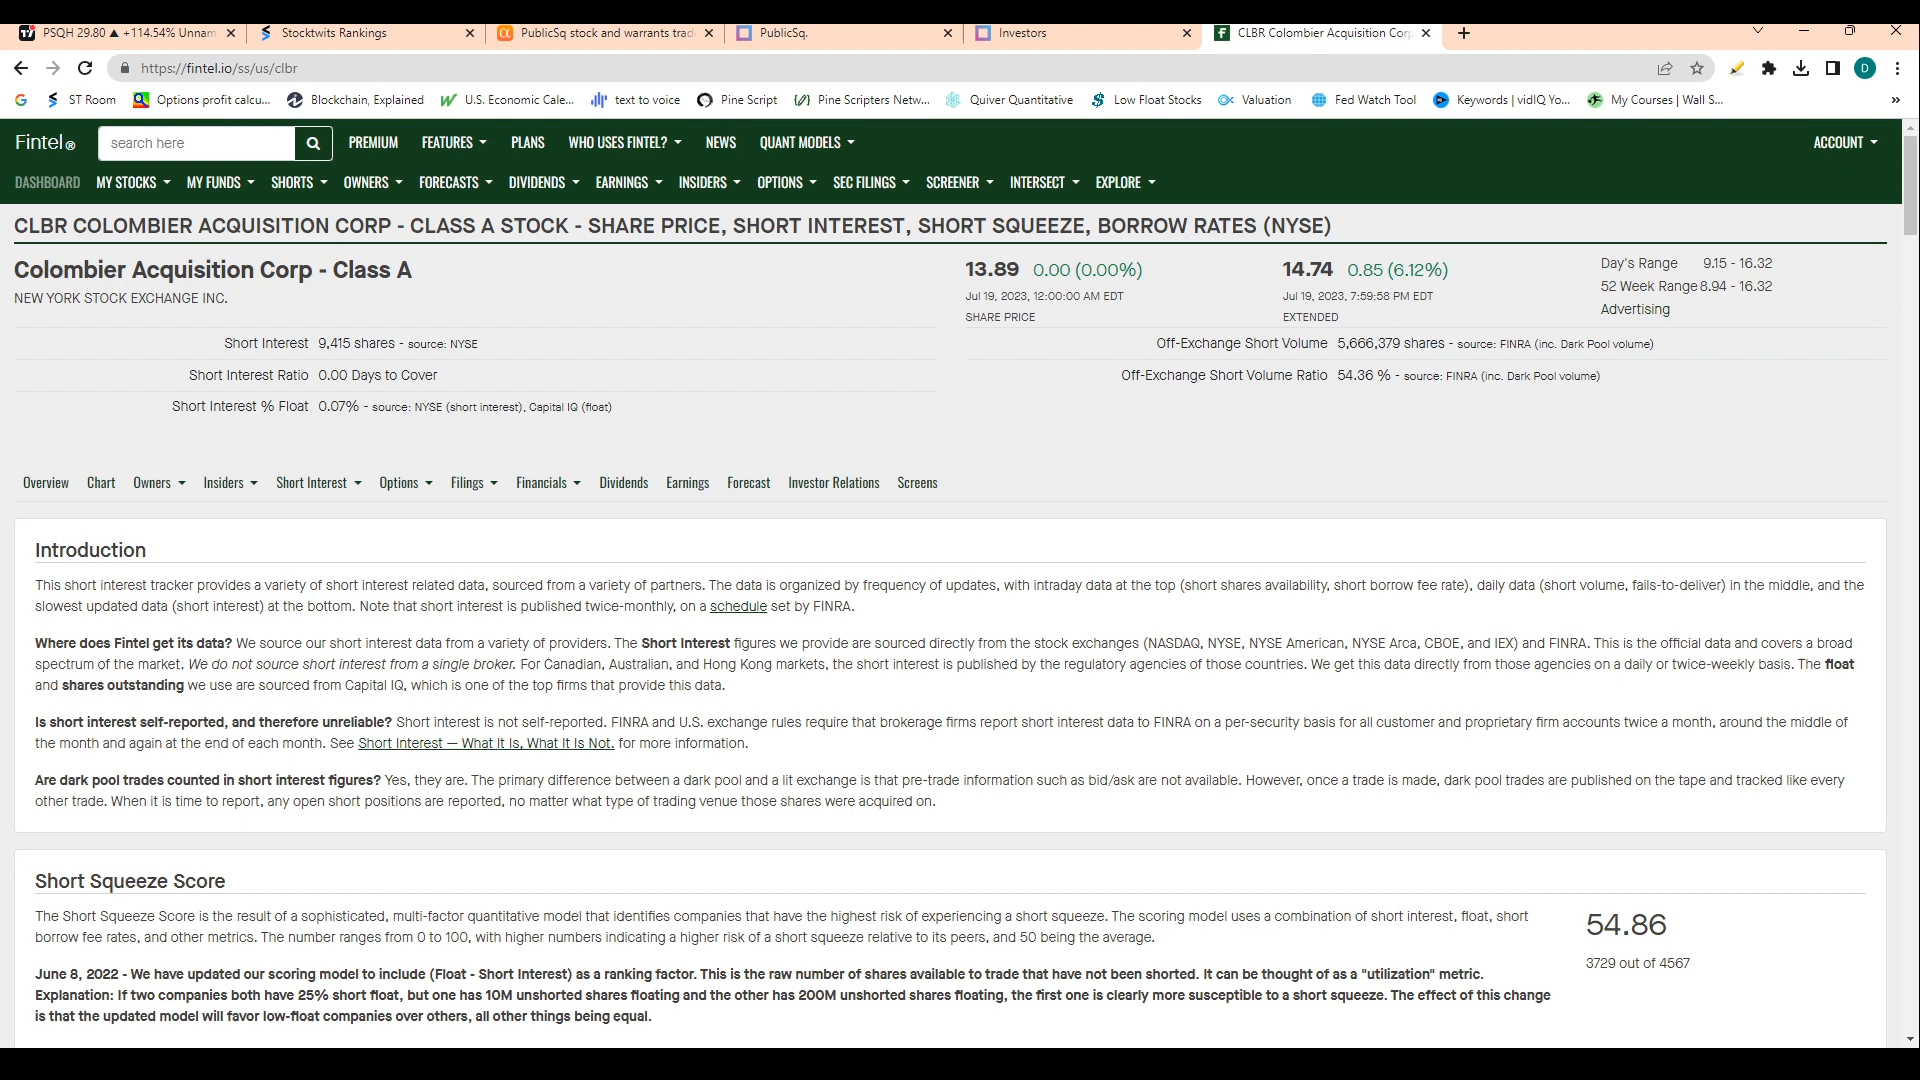 PSQH 29.80 ▲ +114.54% Unnam
Stocktwits Rankings
PublicSq stock and warrants trad
PublicSq.
Investors
CLBR Colombier Acquisition Corp
https://fintel.io/ss/us/clbr
D
ST Room
Options profit calcu...
Blockchain, Explained
U.S. Economic Cale...
text to voice
Pine Script
Pine Scripters Netw...
Quiver Quantitative
Low Float Stocks
Valuation
Fed Watch Tool
Keywords | vidIQ Yo...
My Courses | Wall S...
»
Fintel®
search here
PREMIUM FEATURES PLANS WHO USES FINTEL? NEWS QUANT MODELS ACCOUNT
DASHBOARD MY STOCKS MY FUNDS SHORTS OWNERS FORECASTS DIVIDENDS EARNINGS INSIDERS OPTIONS SEC FILINGS SCREENER INTERSECT EXPLORE
CLBR COLOMBIER ACQUISITION CORP - CLASS A STOCK - SHARE PRICE, SHORT INTEREST, SHORT SQUEEZE, BORROW RATES (NYSE)
Colombier Acquisition Corp - Class A
NEW YORK STOCK EXCHANGE INC.
13.89 0.00 (0.00%)
Jul 19, 2023, 12:00:00 AM EDT
SHARE PRICE
14.74 0.85 (6.12%)
Jul 19, 2023, 7:59:58 PM EDT
EXTENDED
Day's Range 9.15 - 16.32
52 Week Range 8.94 - 16.32
Advertising
Short Interest 9,415 shares - source: NYSE
Short Interest Ratio 0.00 Days to Cover
Short Interest % Float 0.07% - source: NYSE (short interest), Capital IQ (float)
Off-Exchange Short Volume 5,666,379 shares - source: FINRA (inc. Dark Pool volume)
Off-Exchange Short Volume Ratio 54.36 % - source: FINRA (inc. Dark Pool volume)
Overview Chart Owners Insiders Short Interest Options Filings Financials Dividends Earnings Forecast Investor Relations Screens
Introduction
This short interest tracker provides a variety of short interest related data, sourced from a variety of partners. The data is organized by frequency of updates, with intraday data at the top (short shares availability, short borrow fee rate), daily data (short volume, fails-to-deliver) in the middle, and the
slowest updated data (short interest) at the bottom. Note that short interest is published twice-monthly, on a schedule set by FINRA.
Where does Fintel get its data? We source our short interest data from a variety of providers. The Short Interest figures we provide are sourced directly from the stock exchanges (NASDAQ, NYSE, NYSE American, NYSE Arca, CBOE, and IEX) and FINRA. This is the official data and covers a broad
spectrum of the market. We do not source short interest from a single broker. For Canadian, Australian, and Hong Kong markets, the short interest is published by the regulatory agencies of those countries. We get this data directly from those agencies on a daily or twice-weekly basis. The float
and shares outstanding we use are sourced from Capital IQ, which is one of the top firms that provide this data.
Is short interest self-reported, and therefore unreliable? Short interest is not self-reported. FINRA and U.S. exchange rules require that brokerage firms report short interest data to FINRA on a per-security basis for all customer and proprietary firm accounts twice a month, around the middle of
the month and again at the end of each month. See Short Interest — What It Is, What It Is Not. for more information.
Are dark pool trades counted in short interest figures? Yes, they are. The primary difference between a dark pool and a lit exchange is that pre-trade information such as bid/ask are not available. However, once a trade is made, dark pool trades are published on the tape and tracked like every
other trade. When it is time to report, any open short positions are reported, no matter what type of trading venue those shares were acquired on.
Short Squeeze Score
The Short Squeeze Score is the result of a sophisticated, multi-factor quantitative model that identifies companies that have the highest risk of experiencing a short squeeze. The scoring model uses a combination of short interest, float, short
borrow fee rates, and other metrics. The number ranges from 0 to 100, with higher numbers indicating a higher risk of a short squeeze relative to its peers, and 50 being the average.
June 8, 2022 - We have updated our scoring model to include (Float - Short Interest) as a ranking factor. This is the raw number of shares available to trade that have not been shorted. It can be thought of as a "utilization" metric.
Explanation: If two companies both have 25% short float, but one has 10M unshorted shares floating and the other has 200M unshorted shares floating, the first one is clearly more susceptible to a short squeeze. The effect of this change
is that the updated model will favor low-float companies over others, all other things being equal.
54.86
3729 out of 4567